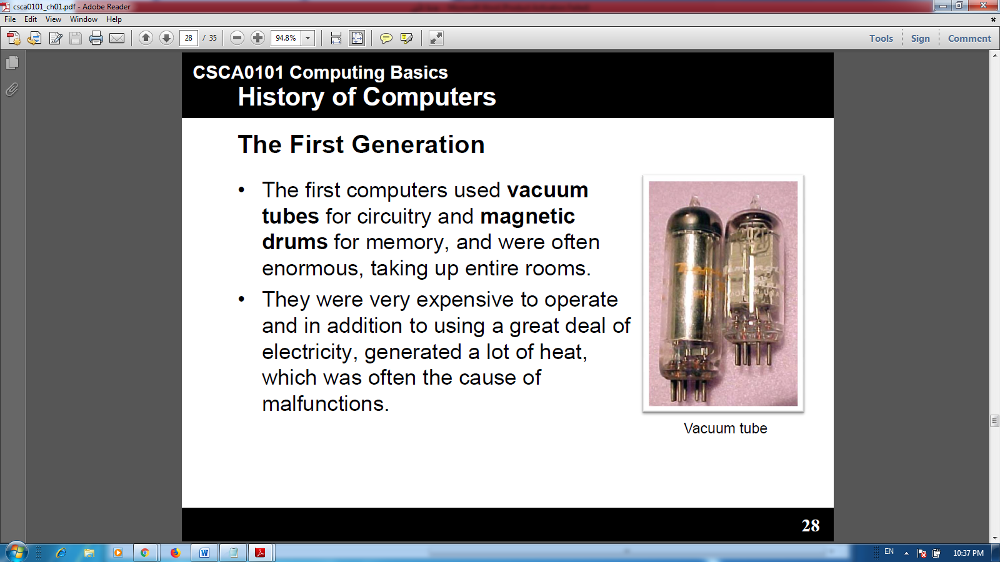 csca0101_ch01.pdf - Adobe Reader
File Edit View Window Help
28 / 35 94.8% Tools Sign Comment
CSCA0101 Computing Basics
History of Computers
The First Generation
• The first computers used vacuum
tubes for circuitry and magnetic
drums for memory, and were often
enormous, taking up entire rooms.
• They were very expensive to operate
and in addition to using a great deal of
electricity, generated a lot of heat,
which was often the cause of
malfunctions.
Vacuum tube
28
EN 10:37 PM